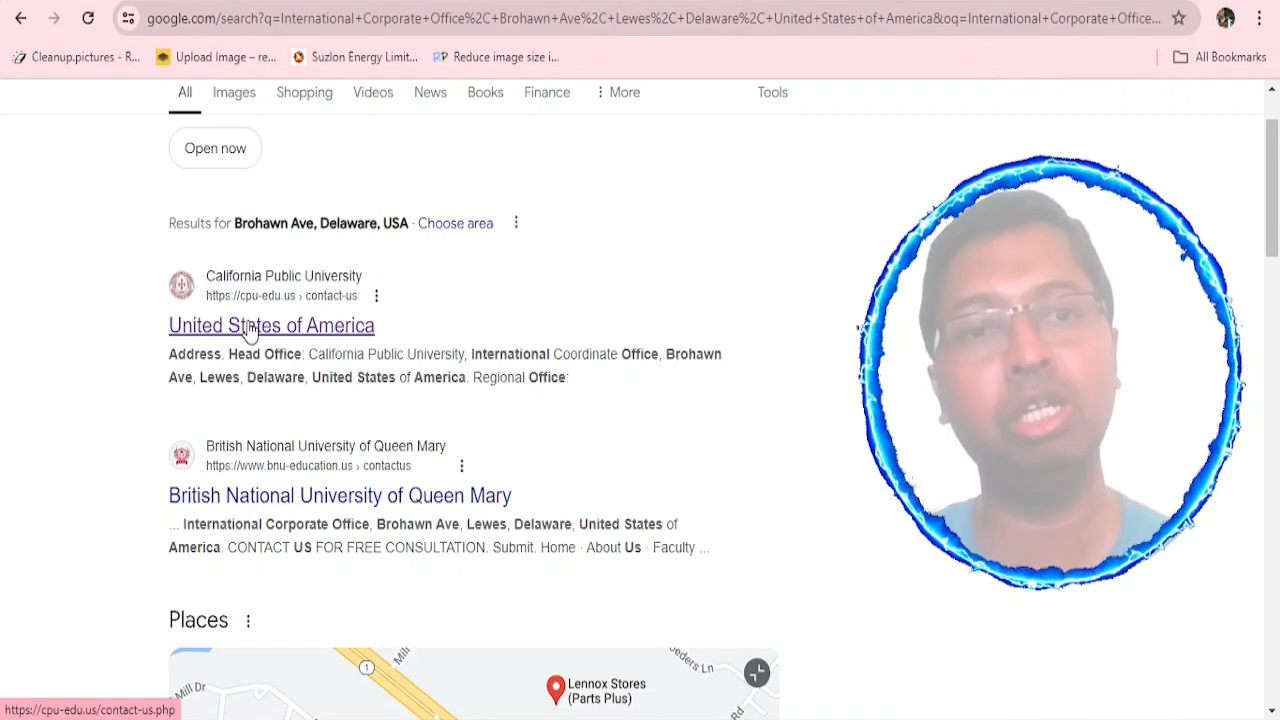 google.com/search?q=International+Corporate+Office%2C+Brohawn+Ave%2C+Lewes%2C+Delaware%2C+United+States+of+America&oq=International+Corporate+Office...
Cleanup.pictures - R...
Upload Image – re...
Suzlon Energy Limit...
RP Reduce image size i...
All Bookmarks
All Images Shopping Videos News Books Finance More Tools
Open now
Results for Brohawn Ave, Delaware, USA · Choose area
California Public University
https://cpu-edu.us › contact-us
United States of America
Address. Head Office: California Public University, International Coordinate Office, Brohawn
Ave, Lewes, Delaware, United States of America. Regional Office:
British National University of Queen Mary
https://www.bnu-education.us › contactus
British National University of Queen Mary
... International Corporate Office, Brohawn Ave, Lewes, Delaware, United States of
America. CONTACT US FOR FREE CONSULTATION. Submit. Home · About Us · Faculty ...
Places
1
Mill
Mill Dr
Lennox Stores
(Parts Plus)
Rd
https://cpu-edu.us/contact-us.php